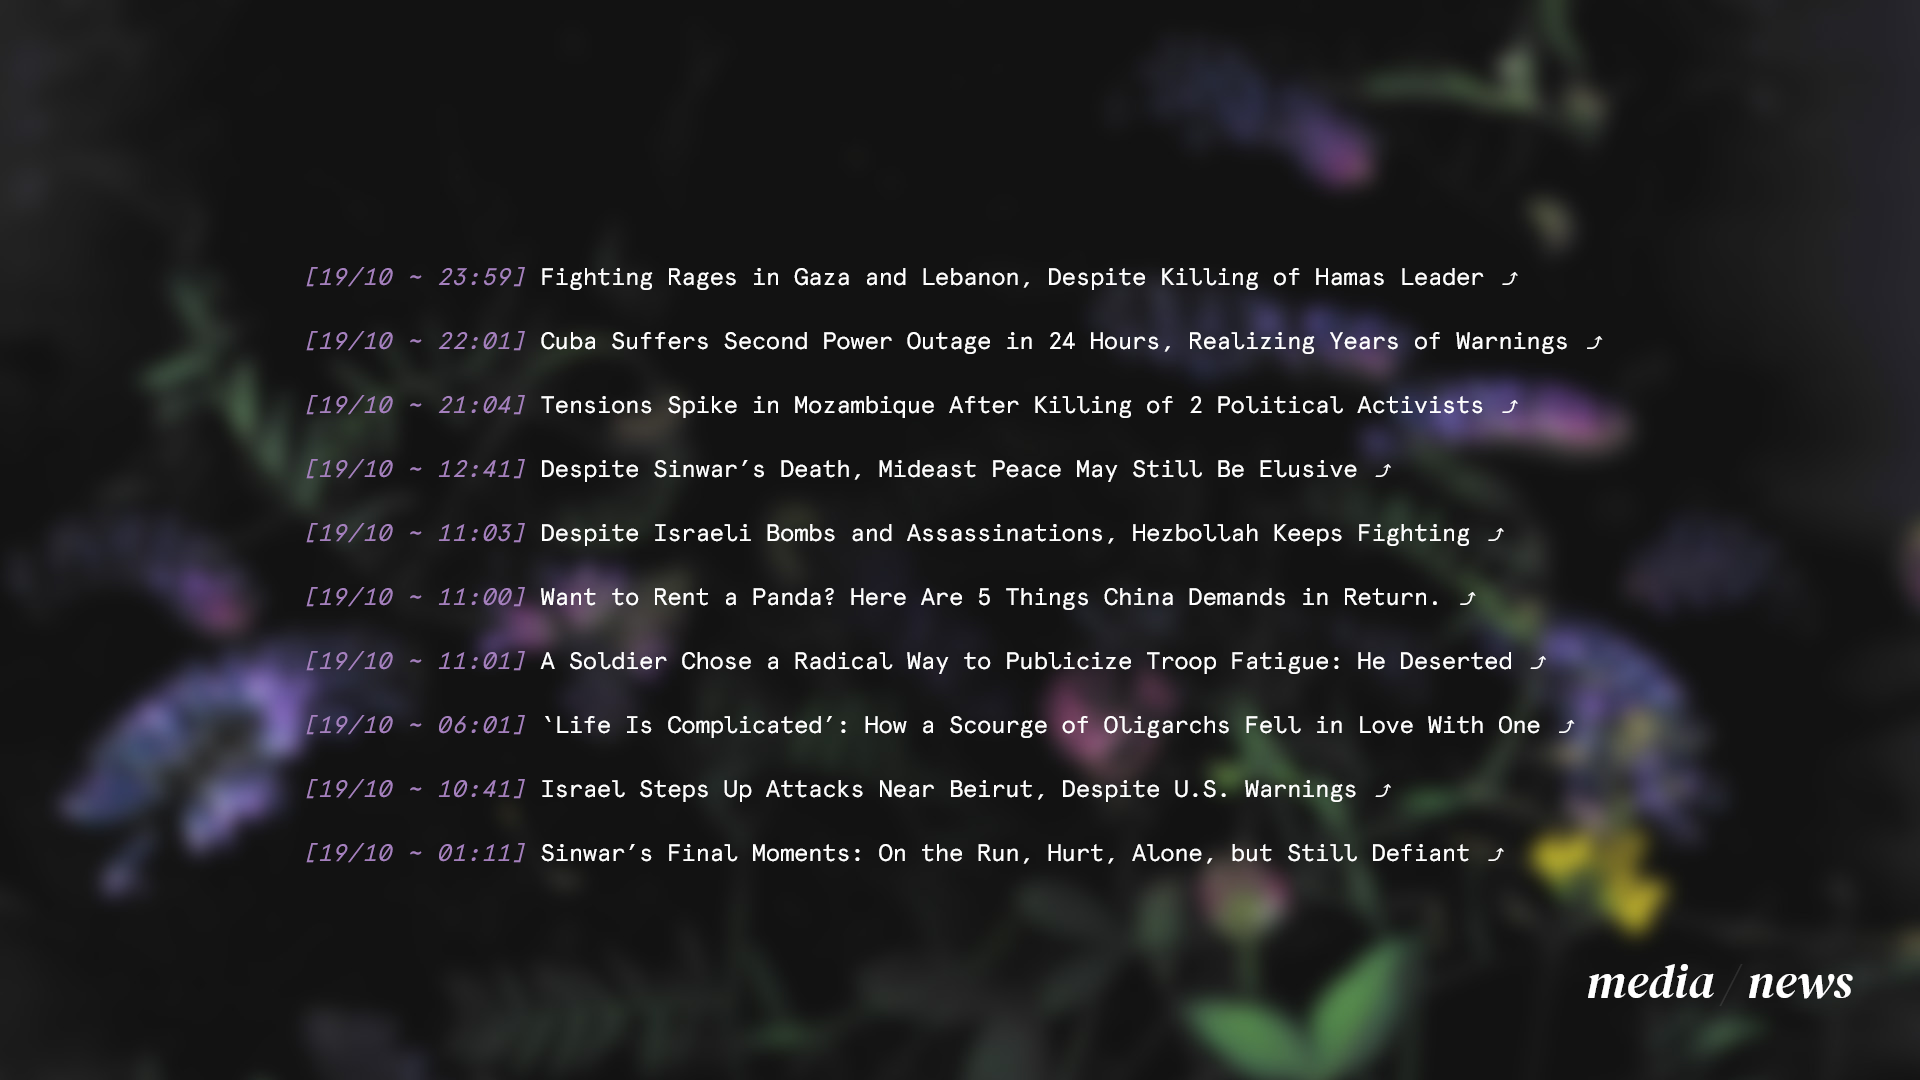 [19/10 ~ 23:59] Fighting Rages in Gaza and Lebanon, Despite Killing of Hamas Leader ⤴
[19/10 ~ 22:01] Cuba Suffers Second Power Outage in 24 Hours, Realizing Years of Warnings ⤴
[19/10 ~ 21:04] Tensions Spike in Mozambique After Killing of 2 Political Activists ⤴
[19/10 ~ 12:41] Despite Sinwar’s Death, Mideast Peace May Still Be Elusive ⤴
[19/10 ~ 11:03] Despite Israeli Bombs and Assassinations, Hezbollah Keeps Fighting ⤴
[19/10 ~ 11:00] Want to Rent a Panda? Here Are 5 Things China Demands in Return. ⤴
[19/10 ~ 11:01] A Soldier Chose a Radical Way to Publicize Troop Fatigue: He Deserted ⤴
[19/10 ~ 06:01] ‘Life Is Complicated’: How a Scourge of Oligarchs Fell in Love With One ⤴
[19/10 ~ 10:41] Israel Steps Up Attacks Near Beirut, Despite U.S. Warnings ⤴
[19/10 ~ 01:11] Sinwar’s Final Moments: On the Run, Hurt, Alone, but Still Defiant ⤴
media / news